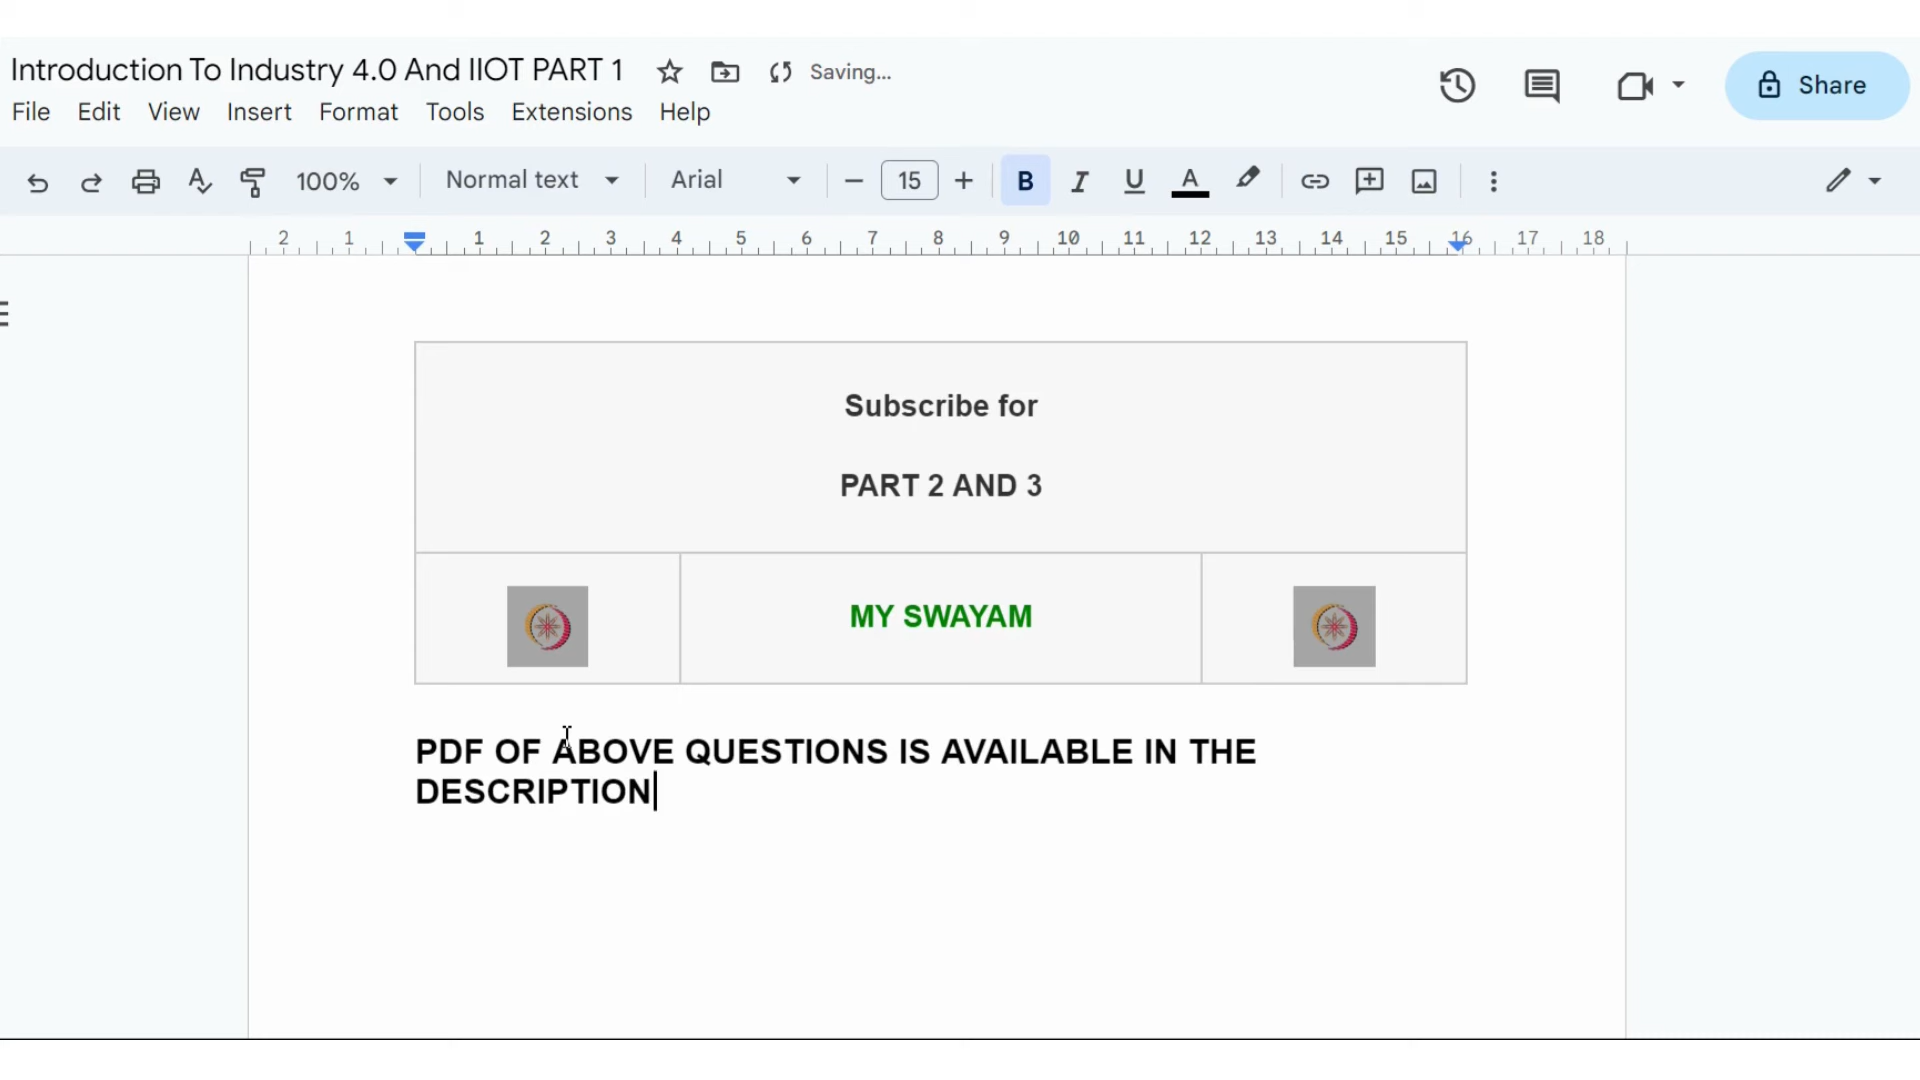 Introduction To Industry 4.0 And IIOT PART 1 Saving...
File Edit View Insert Format Tools Extensions Help
Share
100% Normal text Arial 15 B I U A
2 1 1 2 3 4 5 6 7 8 9 10 11 12 13 14 15 16 17 18
Subscribe for
PART 2 AND 3
MY SWAYAM
PDF OF ABOVE QUESTIONS IS AVAILABLE IN THE
DESCRIPTION